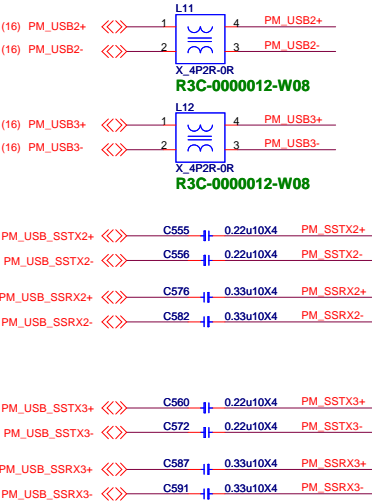 L11
(16) PM_USB2+ 1 4 PM_USB2+
(16) PM_USB2- 2 3 PM_USB2-
X_4P2R-0R
R3C-0000012-W08
L12
(16) PM_USB3+ 1 4 PM_USB3+
(16) PM_USB3- 2 3 PM_USB3-
X_4P2R-0R
R3C-0000012-W08
PM_USB_SSTX2+ C555 0.22u10X4 PM_SSTX2+
PM_USB_SSTX2- C556 0.22u10X4 PM_SSTX2-
PM_USB_SSRX2+ C576 0.33u10X4 PM_SSRX2+
PM_USB_SSRX2- C582 0.33u10X4 PM_SSRX2-
PM_USB_SSTX3+ C560 0.22u10X4 PM_SSTX3+
PM_USB_SSTX3- C572 0.22u10X4 PM_SSTX3-
PM_USB_SSRX3+ C587 0.33u10X4 PM_SSRX3+
PM_USB_SSRX3- C591 0.33u10X4 PM_SSRX3-